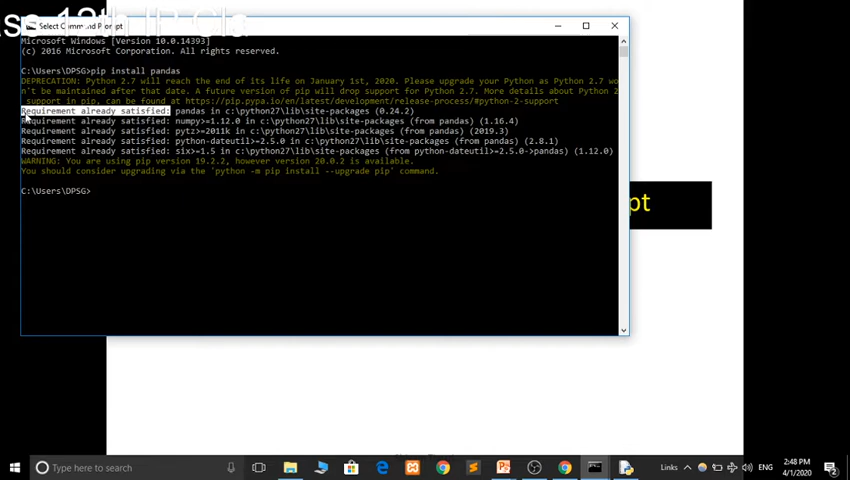 ss 12th IP Cla
Select Command Prompt
Microsoft Windows [Version 10.0.14393]
(c) 2016 Microsoft Corporation. All rights reserved.
C:\Users\DPSG>pip install pandas
DEPRECATION: Python 2.7 will reach the end of its life on January 1st, 2020. Please upgrade your Python as Python 2.7 wo
n't be maintained after that date. A future version of pip will drop support for Python 2.7. More details about Python 2
support in pip, can be found at https://pip.pypa.io/en/latest/development/release-process/#python-2-support
Requirement already satisfied: pandas in c:\python27\lib\site-packages (0.24.2)
Requirement already satisfied: numpy>=1.12.0 in c:\python27\lib\site-packages (from pandas) (1.16.4)
Requirement already satisfied: pytz>=2011k in c:\python27\lib\site-packages (from pandas) (2019.3)
Requirement already satisfied: python-dateutil>=2.5.0 in c:\python27\lib\site-packages (from pandas) (2.8.1)
Requirement already satisfied: six>=1.5 in c:\python27\lib\site-packages (from python-dateutil>=2.5.0->pandas) (1.12.0)
WARNING: You are using pip version 19.2.2, however version 20.0.2 is available.
You should consider upgrading via the 'python -m pip install --upgrade pip' command.
C:\Users\DPSG>
pt
Type here to search
Links
ENG
2:48 PM
4/1/2020
2